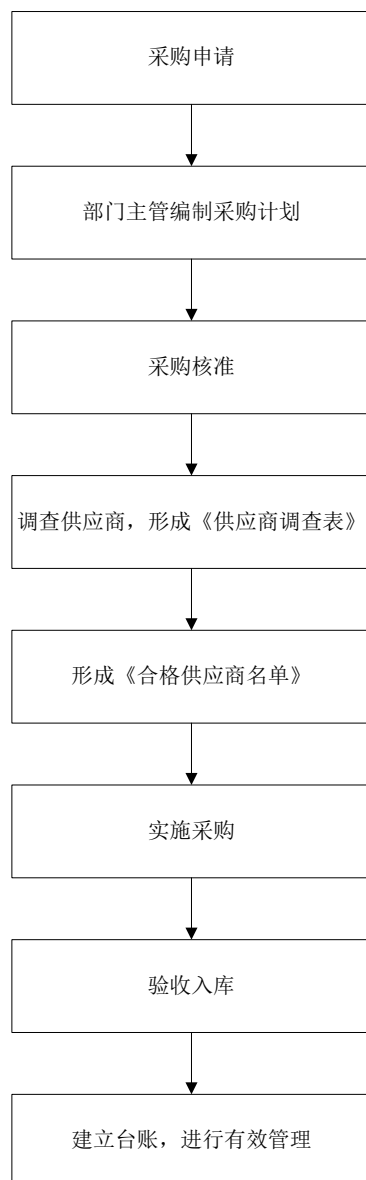 采购申请
部门主管编制采购计划
采购核准
调查供应商，形成《供应商调查表》
形成《合格供应商名单》
实施采购
验收入库
建立台账，进行有效管理